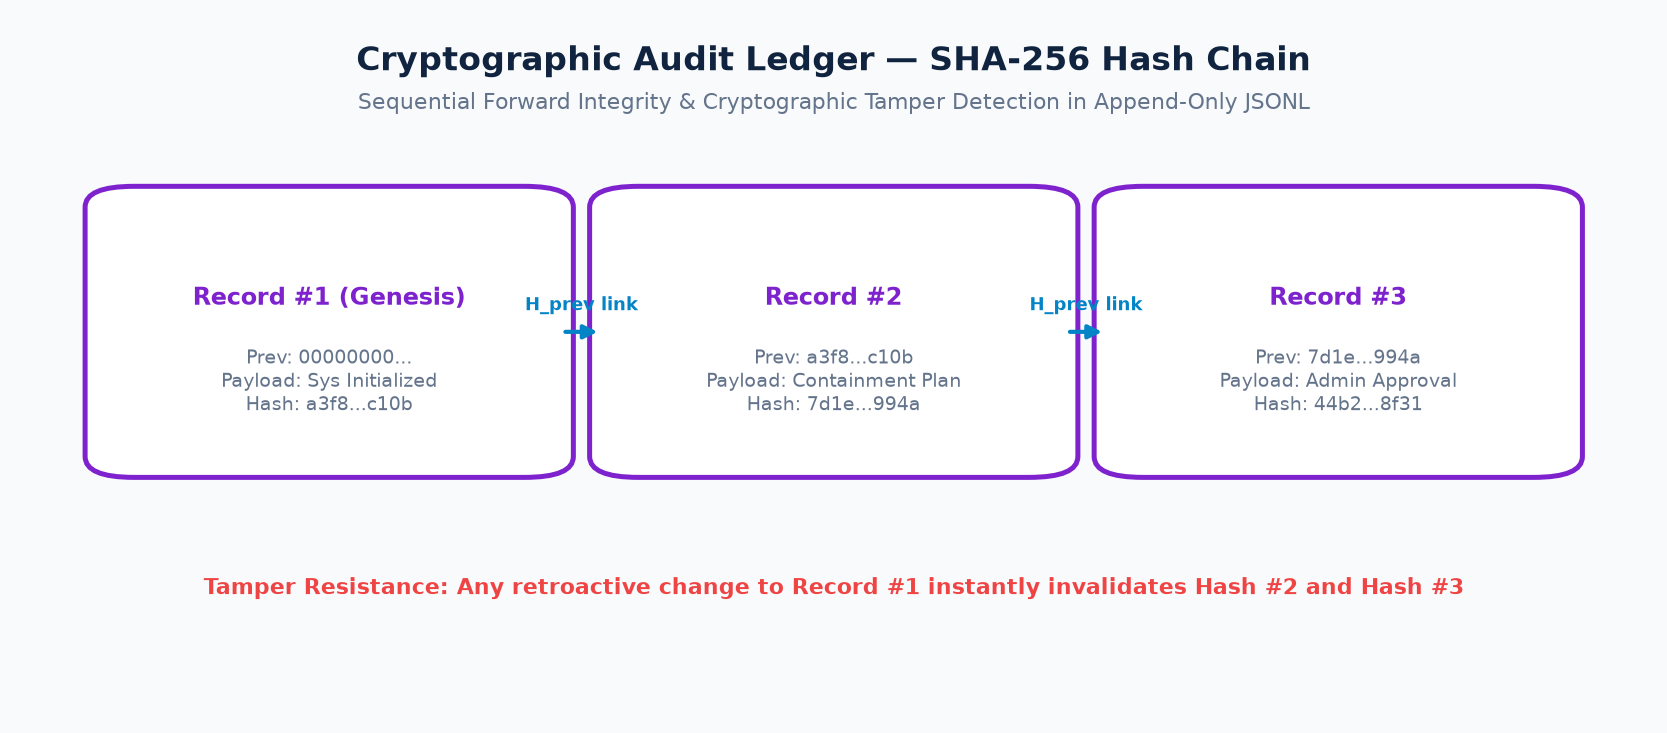 Cryptographic Audit Ledger — SHA-256 Hash Chain
Sequential Forward Integrity & Cryptographic Tamper Detection in Append-Only JSONL
Record #1 (Genesis)
Prev: 00000000...
Payload: Sys Initialized
Hash: a3f8...c10b
H_prev link
Record #2
Prev: a3f8...c10b
Payload: Containment Plan
Hash: 7d1e...994a
H_prev link
Record #3
Prev: 7d1e...994a
Payload: Admin Approval
Hash: 44b2...8f31
Tamper Resistance: Any retroactive change to Record #1 instantly invalidates Hash #2 and Hash #3